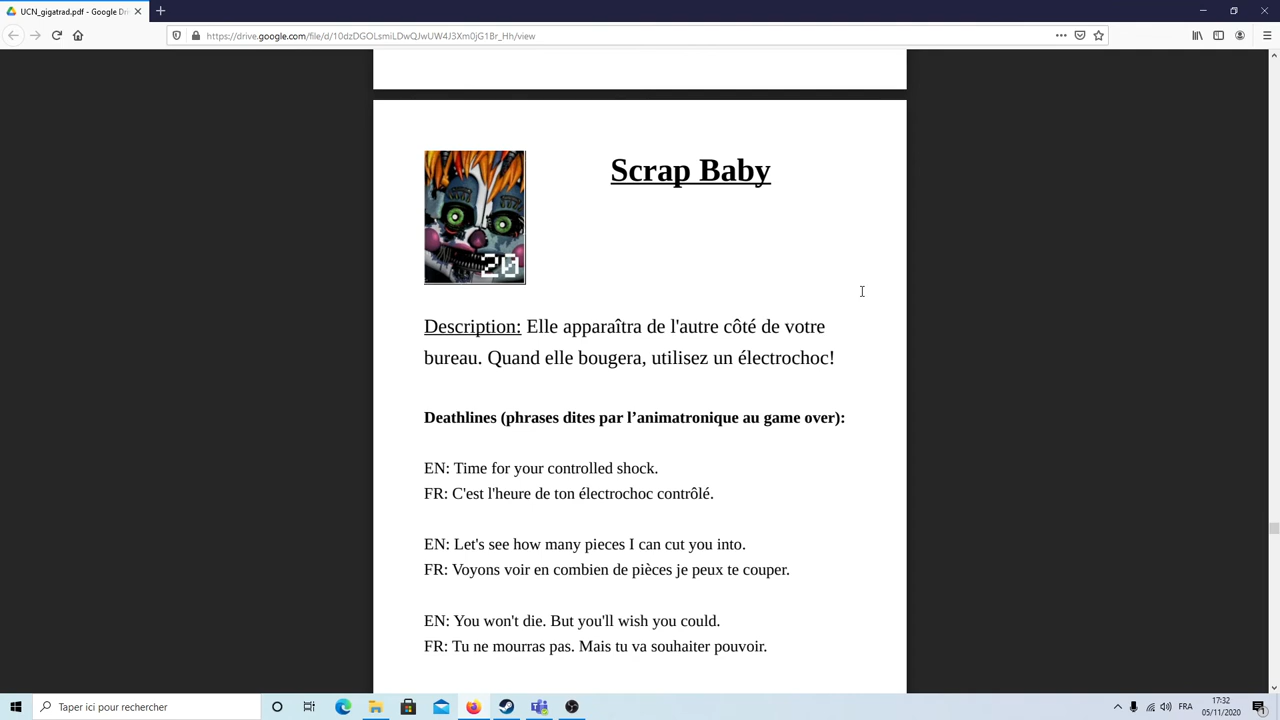 UCN_gigatrad.pdf - Google Dri
https://drive.google.com/file/d/10dzDGOLsmiLDwQJwUW4J3Xm0jG1Br_Hh/view
Scrap Baby
20
Description: Elle apparaîtra de l'autre côté de votre
bureau. Quand elle bougera, utilisez un électrochoc!
Deathlines (phrases dites par l’animatronique au game over):
EN: Time for your controlled shock.
FR: C'est l'heure de ton électrochoc contrôlé.
EN: Let's see how many pieces I can cut you into.
FR: Voyons voir en combien de pièces je peux te couper.
EN: You won't die. But you'll wish you could.
FR: Tu ne mourras pas. Mais tu va souhaiter pouvoir.
Taper ici pour rechercher
FRA
17:32
05/11/2020
1